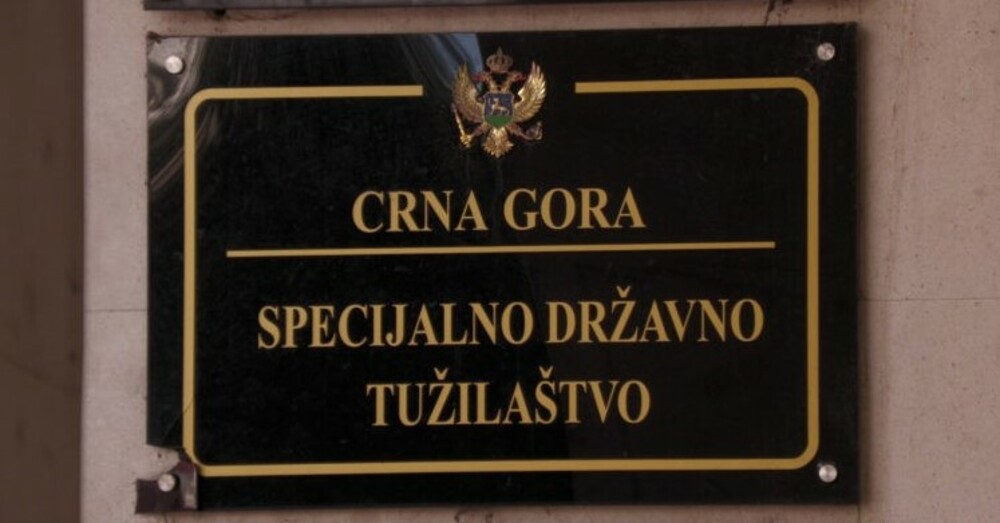 CRNA GORA
SPECIJALNO DRŽAVNO
TUŽILAŠTVO